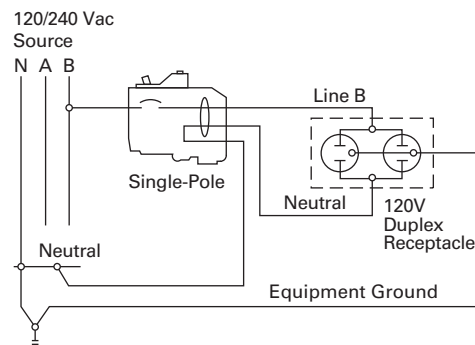 120/240 Vac
Source
N A B
Line B
Single-Pole
Neutral
120V
Duplex
Receptacle
Neutral
Equipment Ground